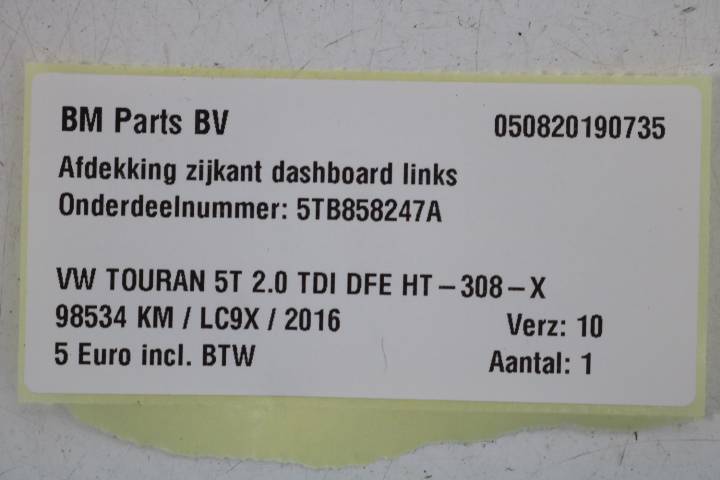 BM Parts BV 050820190735
Afdekking zijkant dashboard links
Onderdeelnummer: 5TB858247A
VW TOURAN 5T 2.0 TDI DFE HT-308-X
98534 KM / LC9X / 2016 Verz: 10
5 Euro incl. BTW Aantal: 1